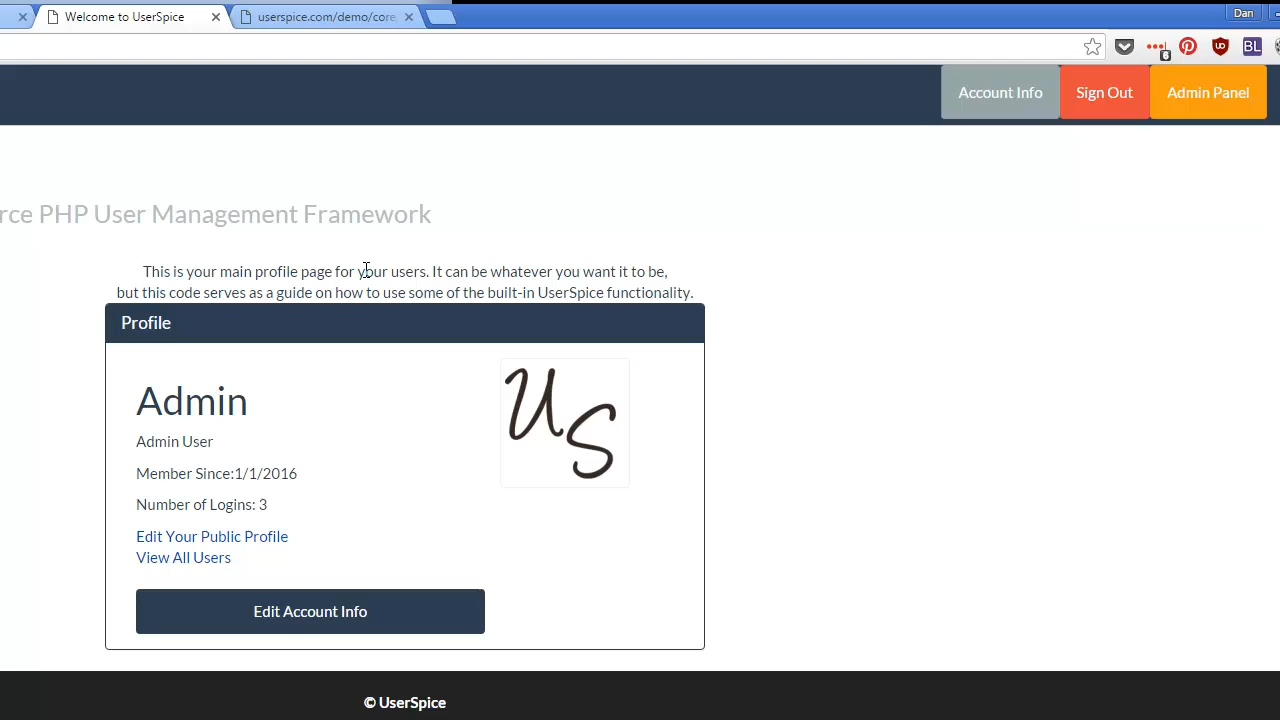 Welcome to UserSpice
userspice.com/demo/core
Dan
6
UD
BL
Account Info
Sign Out
Admin Panel
rce PHP User Management Framework
This is your main profile page for your users. It can be whatever you want it to be,
but this code serves as a guide on how to use some of the built-in UserSpice functionality.
Profile
Admin
US
Admin User
Member Since:1/1/2016
Number of Logins: 3
Edit Your Public Profile
View All Users
Edit Account Info
© UserSpice